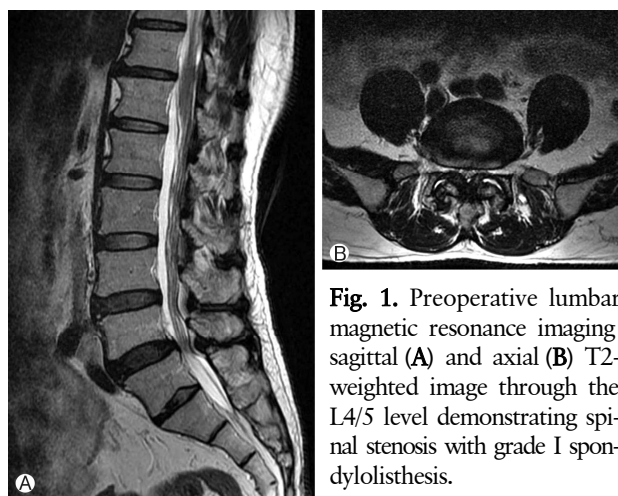 A
B
Fig. 1. Preoperative lumbar
magnetic resonance imaging
sagittal (A) and axial (B) T2-
weighted image through the
L4/5 level demonstrating spi-
nal stenosis with grade I spon-
dylolisthesis.